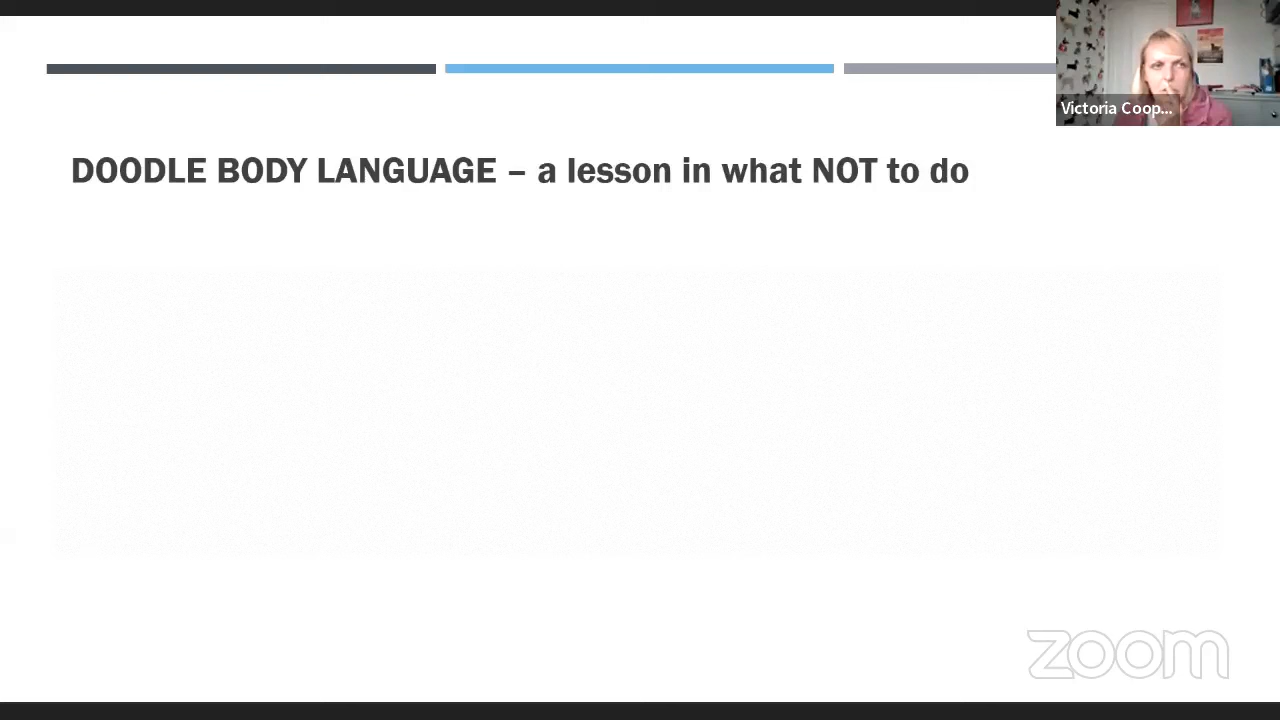 Victoria Coop...
DOODLE BODY LANGUAGE – a lesson in what NOT to do
zoom